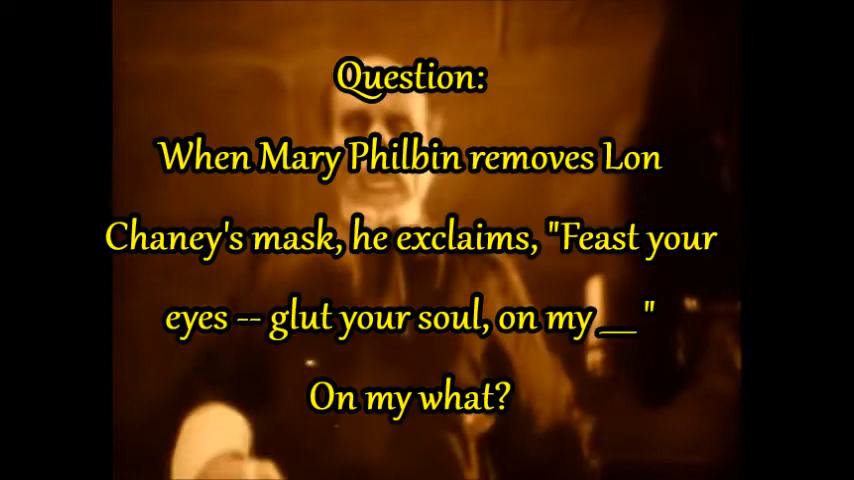 Question:
When Mary Philbin removes Lon
Chaney's mask, he exclaims, "Feast your
eyes -- glut your soul, on my __ "
On my what?